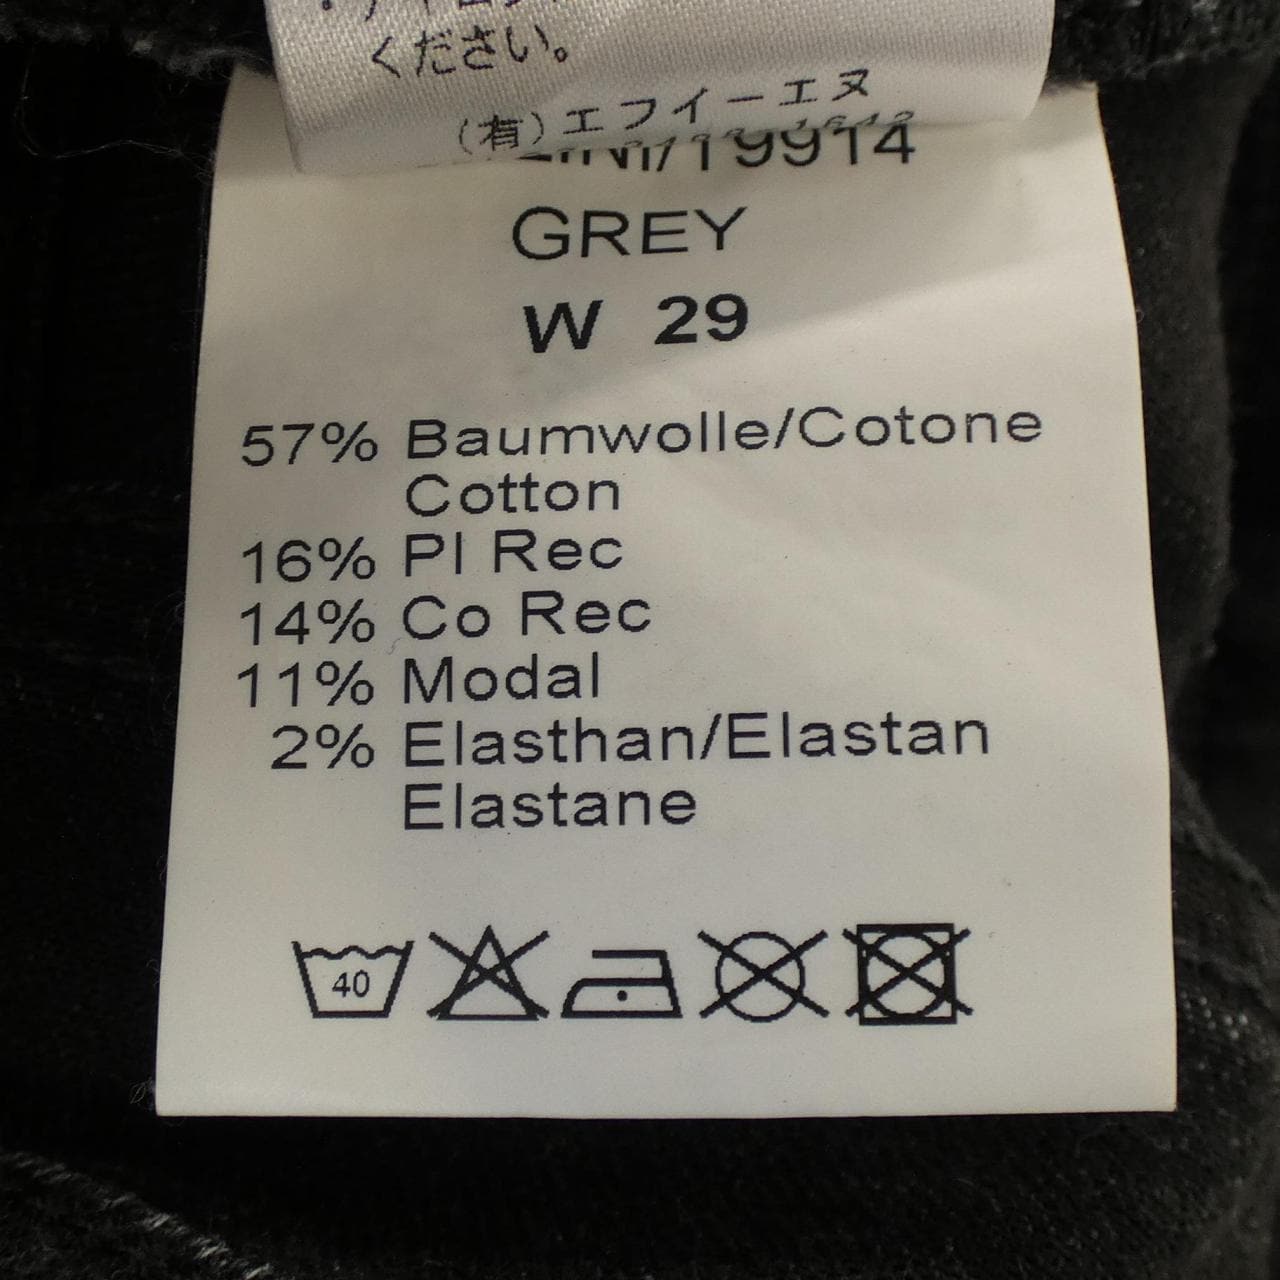 ください。
(有)エフイーエヌ
/19914
GREY
W 29
57% Baumwolle/Cotone
Cotton
16% Pl Rec
14% Co Rec
11% Modal
2% Elasthan/Elastan
Elastane
40